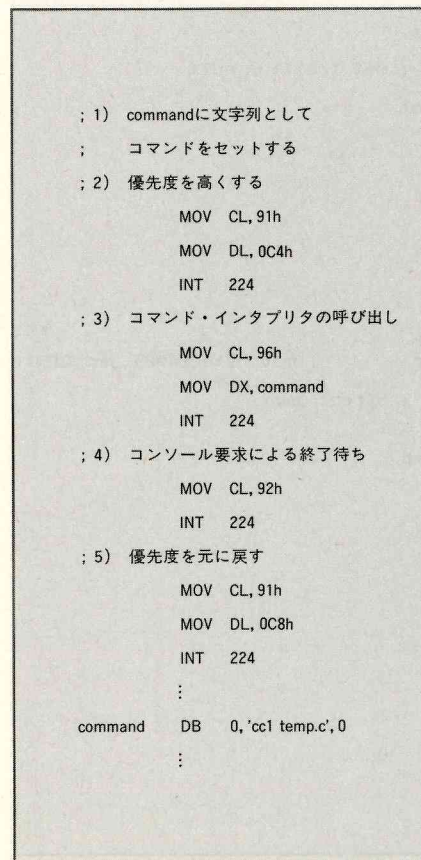 ; 1) commandに文字列として
; コマンドをセットする
; 2) 優先度を高くする
MOV CL, 91h
MOV DL, 0C4h
INT 224
; 3) コマンド・インタプリタの呼び出し
MOV CL, 96h
MOV DX, command
INT 224
; 4) コンソール要求による終了待ち
MOV CL, 92h
INT 224
; 5) 優先度を元に戻す
MOV CL, 91h
MOV DL, 0C8h
INT 224
⋮
command DB 0, 'cc1 temp.c', 0
⋮